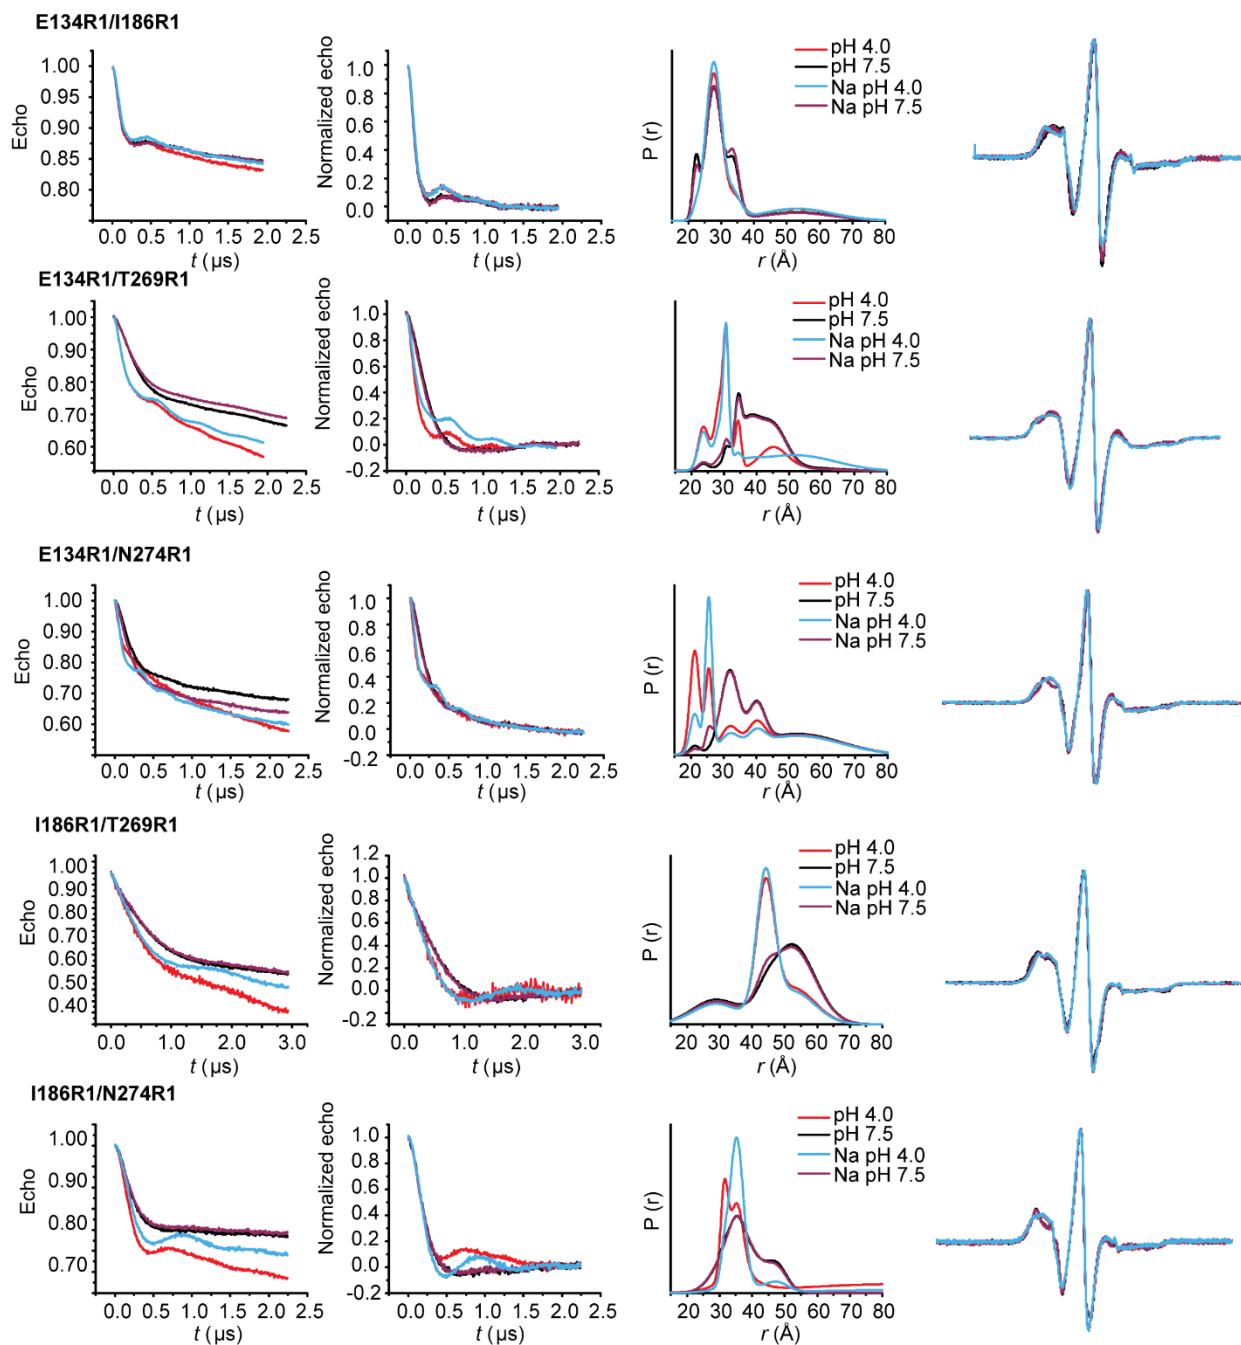 E134R1/I186R1
Echo
1.00
0.95
0.90
0.85
0.80
0.0 0.5 1.0 1.5 2.0 2.5
t (µs)
Normalized echo
1.0
0.8
0.6
0.4
0.2
0.0
0.0 0.5 1.0 1.5 2.0 2.5
t (µs)
P (r)
pH 4.0
pH 7.5
Na pH 4.0
Na pH 7.5
20 30 40 50 60 70 80
r (Å)
E134R1/T269R1
Echo
1.00
0.90
0.80
0.70
0.60
0.0 0.5 1.0 1.5 2.0 2.5
t (µs)
Normalized echo
1.0
0.8
0.6
0.4
0.2
0.0
-0.2
0.0 0.5 1.0 1.5 2.0 2.5
t (µs)
P (r)
pH 4.0
pH 7.5
Na pH 4.0
Na pH 7.5
20 30 40 50 60 70 80
r (Å)
E134R1/N274R1
Echo
1.00
0.90
0.80
0.70
0.60
0.0 0.5 1.0 1.5 2.0 2.5
t (µs)
Normalized echo
1.0
0.8
0.6
0.4
0.2
0.0
-0.2
0.0 0.5 1.0 1.5 2.0 2.5
t (µs)
P (r)
pH 4.0
pH 7.5
Na pH 4.0
Na pH 7.5
20 30 40 50 60 70 80
r (Å)
I186R1/T269R1
Echo
1.00
0.90
0.80
0.70
0.60
0.50
0.40
0.0 1.0 2.0 3.0
t (µs)
Normalized echo
1.2
1.0
0.8
0.6
0.4
0.2
0.0
-0.2
0.0 1.0 2.0 3.0
t (µs)
P (r)
pH 4.0
pH 7.5
Na pH 4.0
Na pH 7.5
20 30 40 50 60 70 80
r (Å)
I186R1/N274R1
Echo
1.00
0.90
0.80
0.70
0.0 0.5 1.0 1.5 2.0 2.5
t (µs)
Normalized echo
1.0
0.8
0.6
0.4
0.2
0.0
-0.2
0.0 0.5 1.0 1.5 2.0 2.5
t (µs)
P (r)
pH 4.0
pH 7.5
Na pH 4.0
Na pH 7.5
20 30 40 50 60 70 80
r (Å)